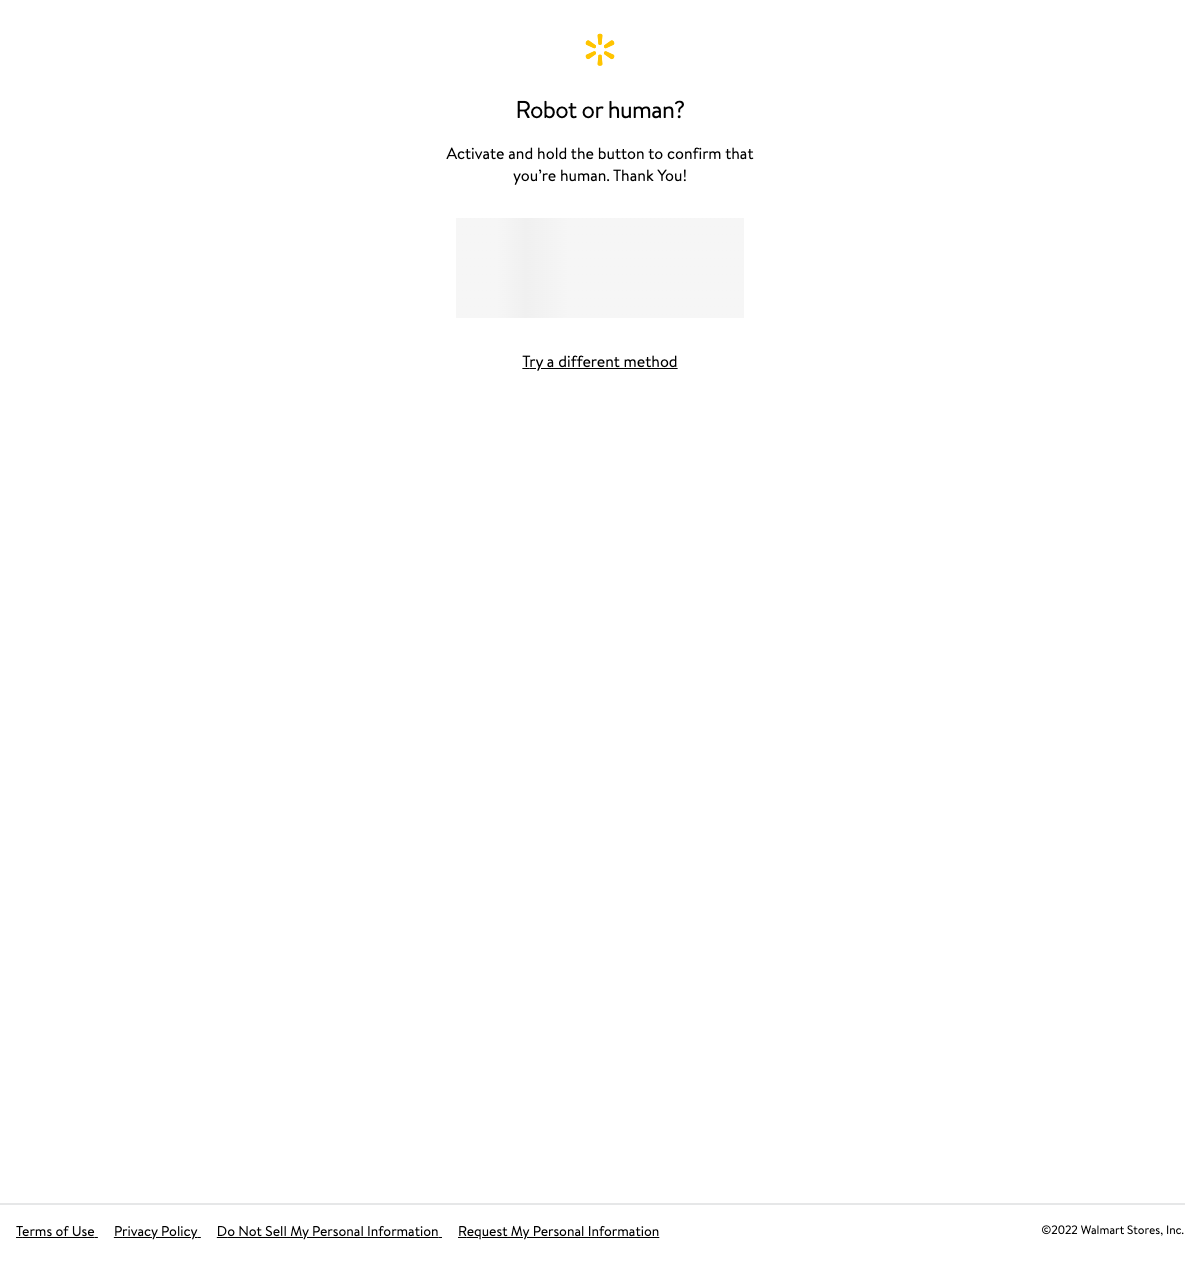 Robot or human?
Activate and hold the button to confirm that
you're human. Thank You!
Try a different method
Terms of Use Privacy Policy Do Not Sell My Personal Information Request My Personal Information ©2022 Walmart Stores, Inc.